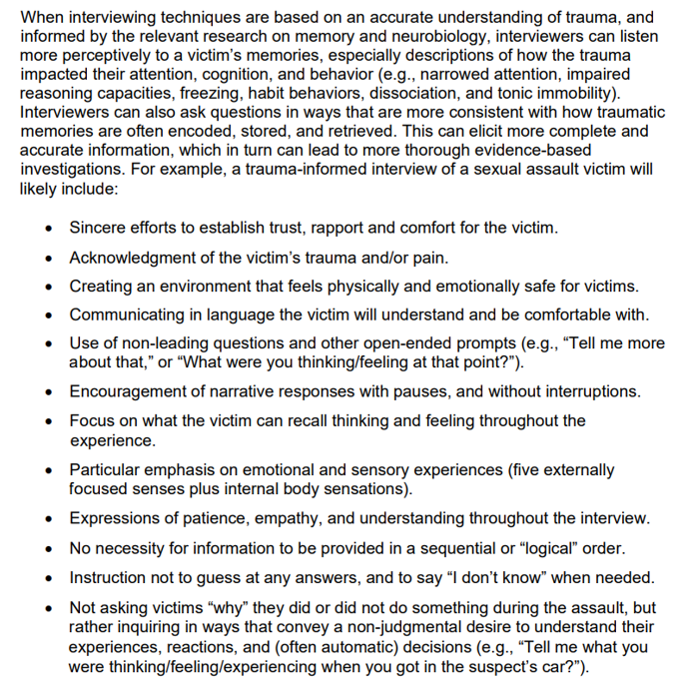 When interviewing techniques are based on an accurate understanding of trauma, and
informed by the relevant research on memory and neurobiology, interviewers can listen
more perceptively to a victim's memories, especially descriptions of how the trauma
impacted their attention, cognition, and behavior (e.g., narrowed attention, impaired
reasoning capacities, freezing, habit behaviors, dissociation, and tonic immobility).
Interviewers can also ask questions in ways that are more consistent with how traumatic
memories are often encoded, stored, and retrieved. This can elicit more complete and
accurate information, which in turn can lead to more thorough evidence-based
investigations. For example, a trauma-informed interview of a sexual assault victim will
likely include:
• Sincere efforts to establish trust, rapport and comfort for the victim.
• Acknowledgment of the victim's trauma and/or pain.
• Creating an environment that feels physically and emotionally safe for victims.
• Communicating in language the victim will understand and be comfortable with.
• Use of non-leading questions and other open-ended prompts (e.g., “Tell me more
about that,” or “What were you thinking/feeling at that point?”).
• Encouragement of narrative responses with pauses, and without interruptions.
• Focus on what the victim can recall thinking and feeling throughout the
experience.
• Particular emphasis on emotional and sensory experiences (five externally
focused senses plus internal body sensations).
• Expressions of patience, empathy, and understanding throughout the interview.
• No necessity for information to be provided in a sequential or “logical” order.
• Instruction not to guess at any answers, and to say “I don't know” when needed.
• Not asking victims “why” they did or did not do something during the assault, but
rather inquiring in ways that convey a non-judgmental desire to understand their
experiences, reactions, and (often automatic) decisions (e.g., “Tell me what you
were thinking/feeling/experiencing when you got in the suspect's car?”).